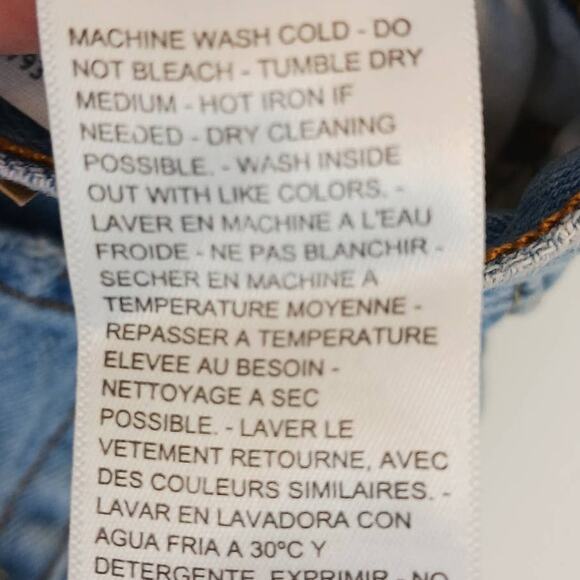 MACHINE WASH COLD - DO
NOT BLEACH - TUMBLE DRY
MEDIUM - HOT IRON IF
NEEDED - DRY CLEANING
POSSIBLE. - WASH INSIDE
OUT WITH LIKE COLORS. -
LAVER EN MACHINE A L'EAU
FROIDE - NE PAS BLANCHIR -
SECHER EN MACHINE A
TEMPERATURE MOYENNE -
REPASSER A TEMPERATURE
ELEVEE AU BESOIN -
NETTOYAGE A SEC
POSSIBLE. - LAVER LE
VETEMENT RETOURNE, AVEC
DES COULEURS SIMILAIRES. -
LAVAR EN LAVADORA CON
AGUA FRIA A 30°C Y
DETERGENTE, EXPRIMIR - NO